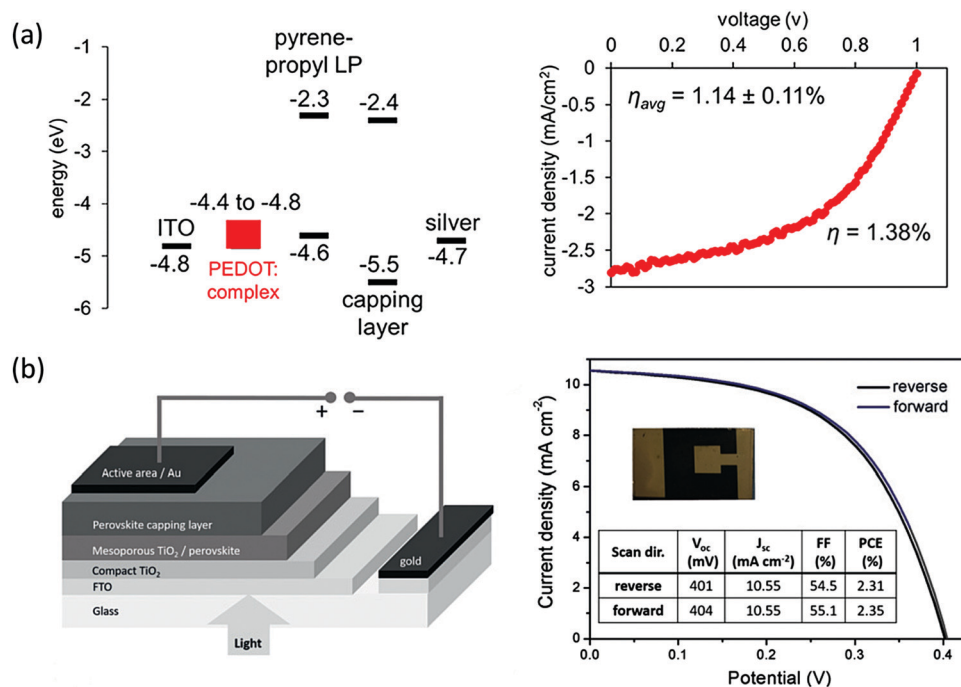 (a)
energy (eV)
-1
-2
-3
-4
-5
-6
pyrene-
propyl LP
-2.3
-2.4
-4.4 to -4.8
ITO
-4.8
PEDOT:
complex
-4.6
-5.5
capping
layer
silver
-4.7
voltage (v)
0 0.2 0.4 0.6 0.8 1
current density (mA/cm²)
0
-0.5
-1
-1.5
-2
-2.5
-3
ηavg = 1.14 ± 0.11%
η = 1.38%
(b)
+ −
Active area / Au
Perovskite capping layer
Mesoporous TiO₂ / perovskite
Compact TiO₂
FTO
Glass
gold
Light
Current density (mA cm⁻²)
10
8
6
4
2
0
reverse
forward
Scan dir. Voc (mV) Jsc (mA cm⁻²) FF (%) PCE (%)
reverse 401 10.55 54.5 2.31
forward 404 10.55 55.1 2.35
0.0 0.1 0.2 0.3 0.4
Potential (V)